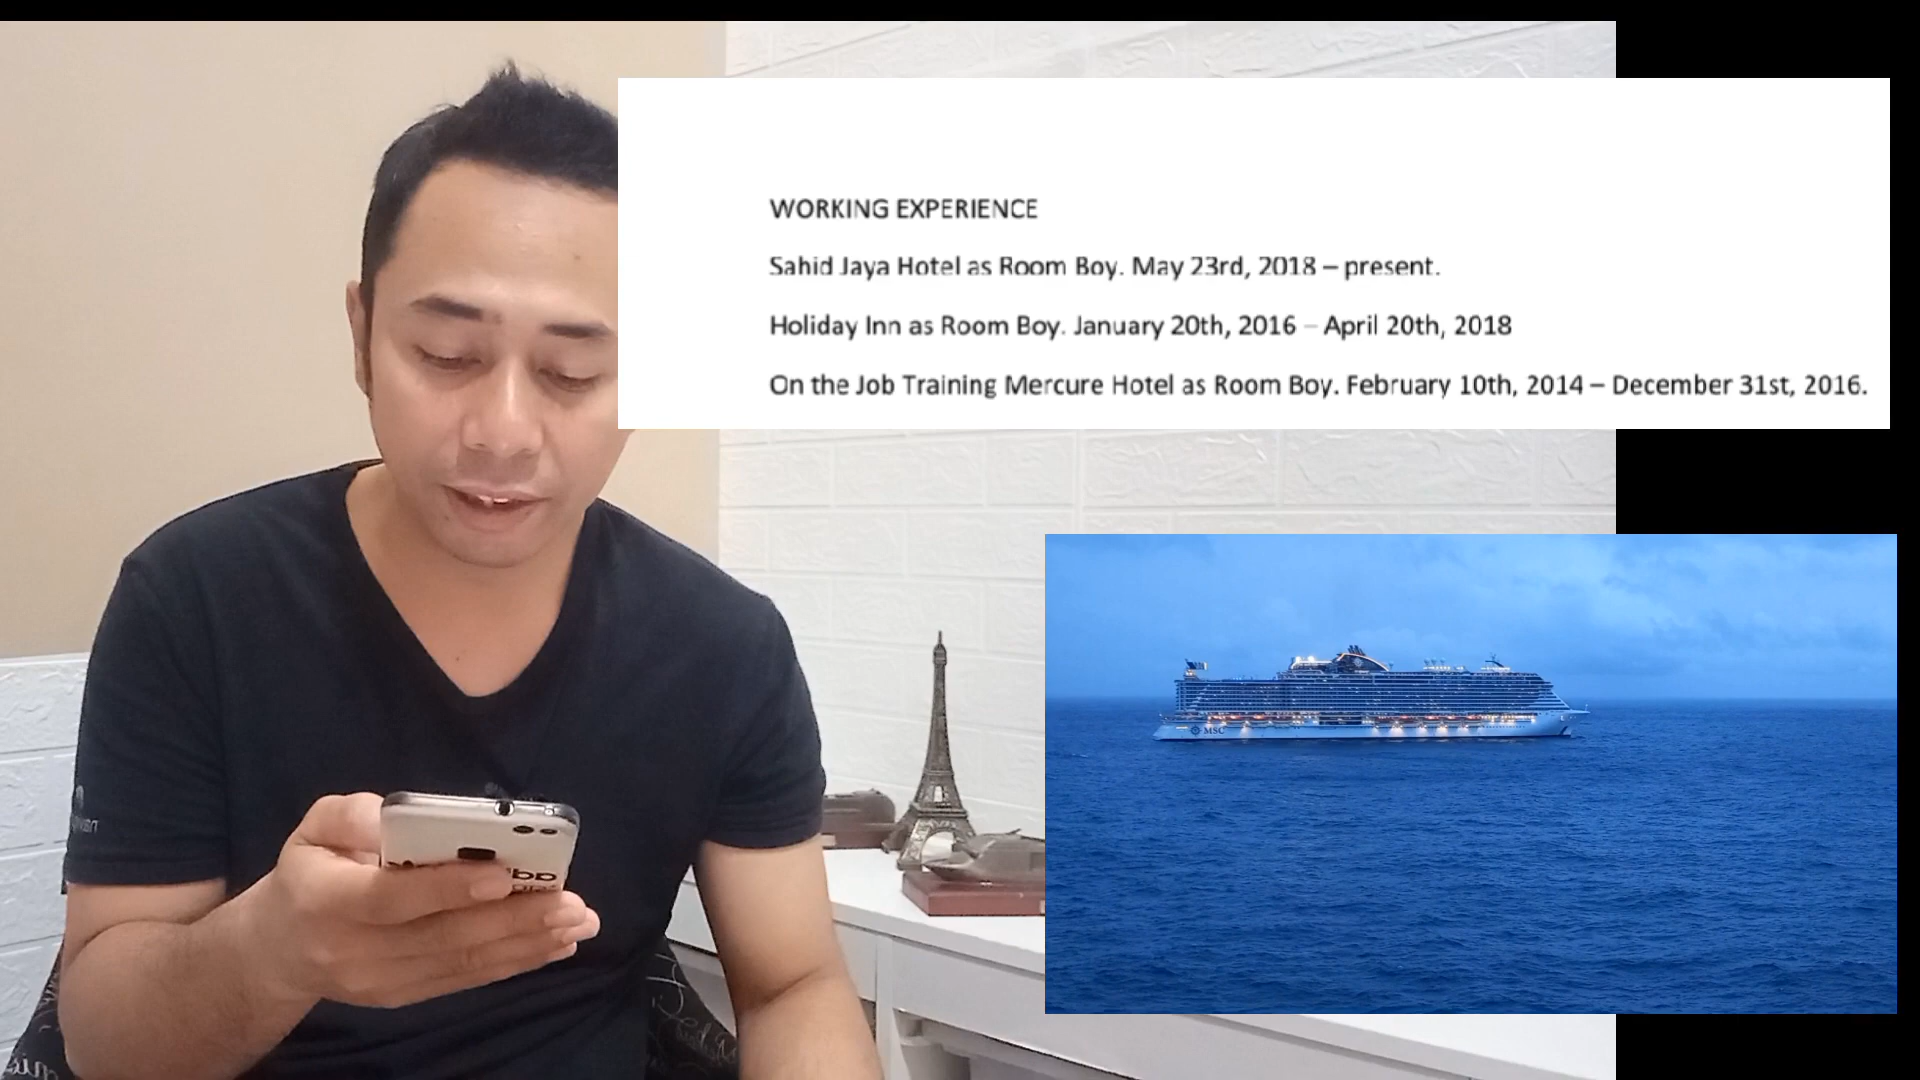 WORKING EXPERIENCE
Sahid Jaya Hotel as Room Boy. May 23rd, 2018 – present.
Holiday Inn as Room Boy. January 20th, 2016 – April 20th, 2018
On the Job Training Mercure Hotel as Room Boy. February 10th, 2014 – December 31st, 2016.
MSC